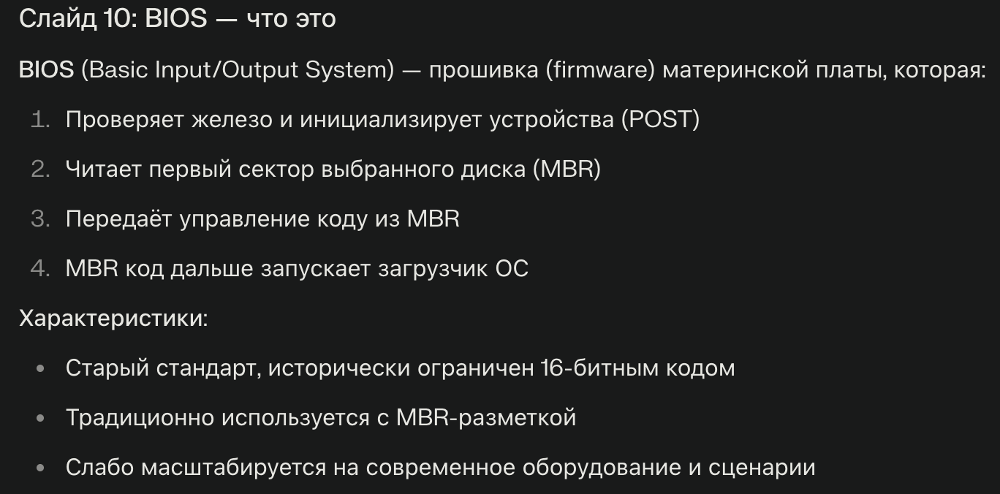 Слайд 10: BIOS — что это
BIOS (Basic Input/Output System) — прошивка (firmware) материнской платы, которая:
1. Проверяет железо и инициализирует устройства (POST)
2. Читает первый сектор выбранного диска (MBR)
3. Передаёт управление коду из MBR
4. MBR код дальше запускает загрузчик ОС
Характеристики:
• Старый стандарт, исторически ограничен 16-битным кодом
• Традиционно используется с MBR-разметкой
• Слабо масштабируется на современное оборудование и сценарии